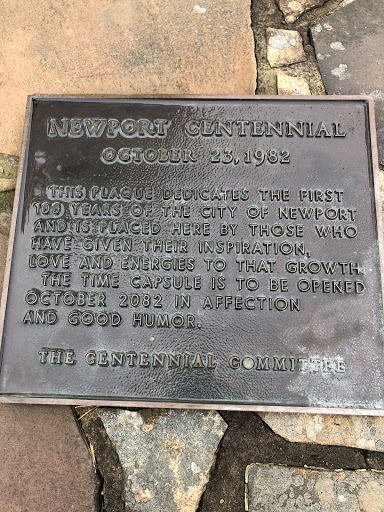 NEWPORT CENTENNIAL
OCTOBER 23, 1982
THIS PLAQUE DEDICATES THE FIRST
100 YEARS OF THE CITY OF NEWPORT
AND IS PLACED HERE BY THOSE WHO
HAVE GIVEN THEIR INSPIRATION,
LOVE AND ENERGIES TO THAT GROWTH.
THE TIME CAPSULE IS TO BE OPENED
OCTOBER 2082 IN AFFECTION
AND GOOD HUMOR.
THE CENTENNIAL COMMITTEE